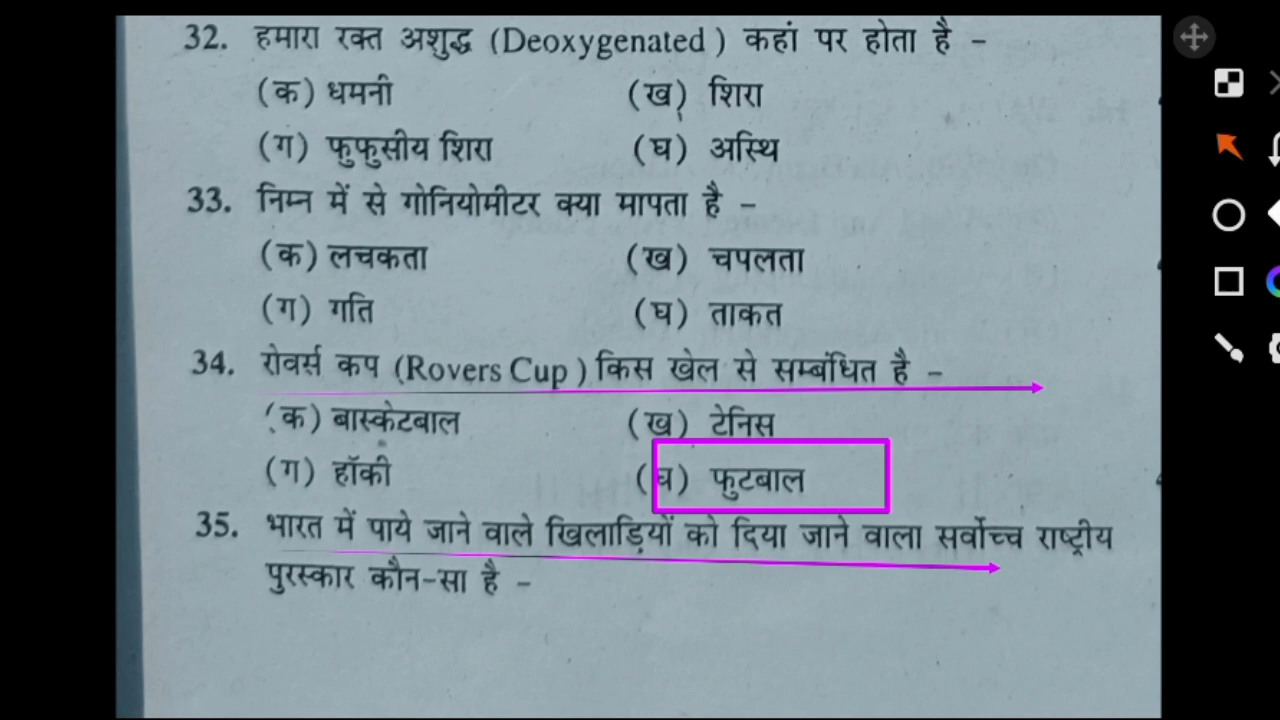 32. हमारा रक्त अशुद्ध (Deoxygenated ) कहां पर होता है -
(क) धमनी (ख) शिरा
(ग) फुफुसीय शिरा (घ) अस्थि
33. निम्न में से गोनियोमीटर क्या मापता है -
(क) लचकता (ख) चपलता
(ग) गति (घ) ताकत
34. रोवर्स कप (Rovers Cup ) किस खेल से सम्बंधित है -
(क) बास्केटबाल (ख) टेनिस
(ग) हॉकी (घ) फुटबाल
35. भारत में पाये जाने वाले खिलाड़ियों को दिया जाने वाला सर्वोच्च राष्ट्रीय
पुरस्कार कौन-सा है -